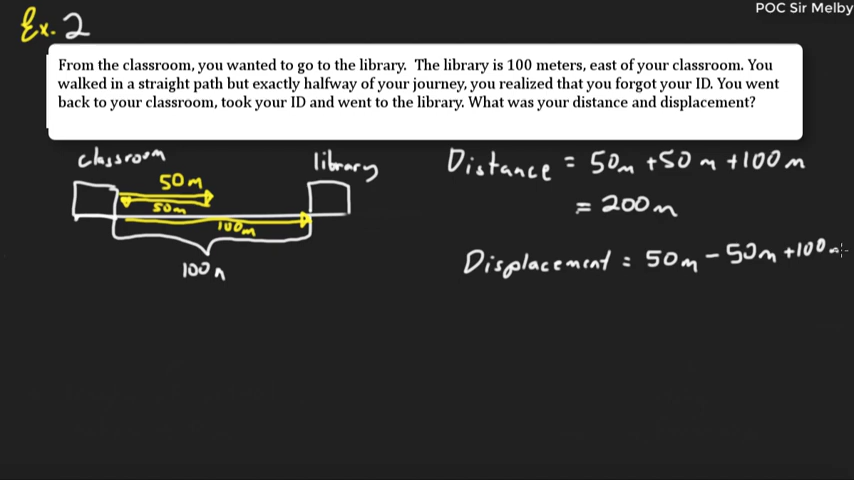 POC Sir Melby
Ex. 2
From the classroom, you wanted to go to the library. The library is 100 meters, east of your classroom. You
walked in a straight path but exactly halfway of your journey, you realized that you forgot your ID. You went
back to your classroom, took your ID and went to the library. What was your distance and displacement?
classroom
library
50m
50m
100m
100m
Distance = 50m +50m +100m
= 200m
Displacement = 50m - 50m +100m